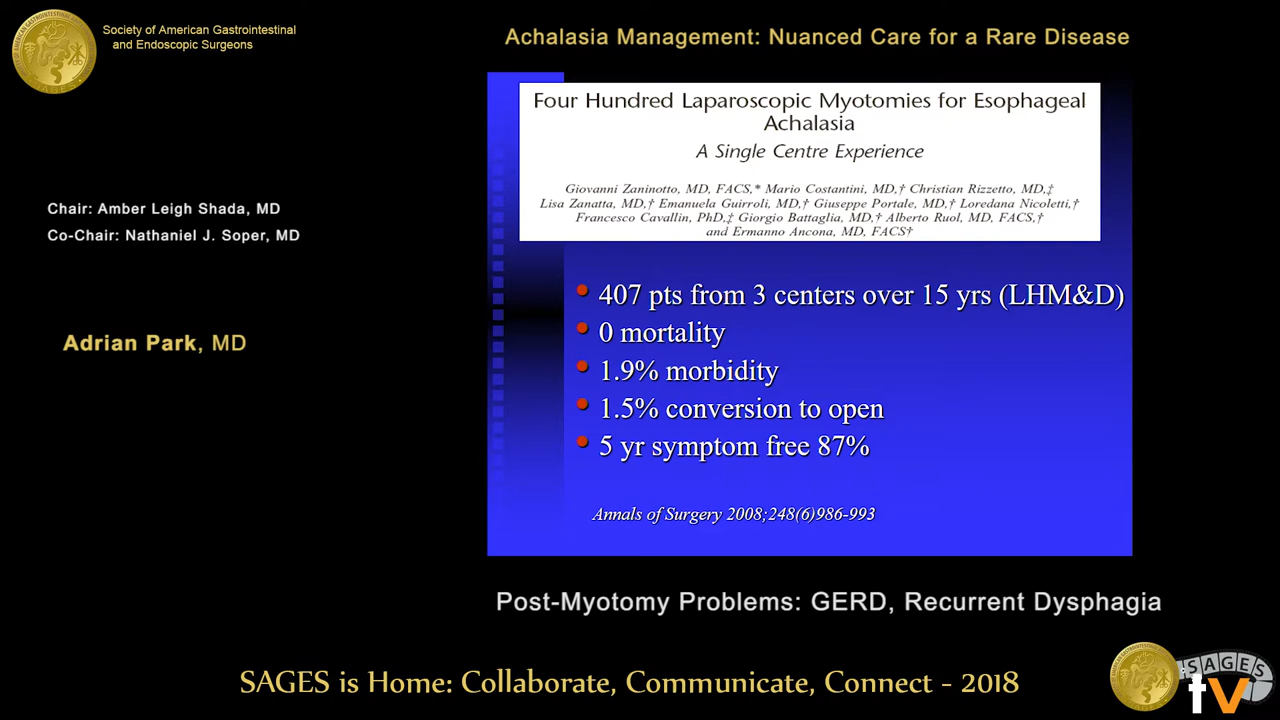 Society of American Gastrointestinal
and Endoscopic Surgeons
Achalasia Management: Nuanced Care for a Rare Disease
Four Hundred Laparoscopic Myotomies for Esophageal
Achalasia
A Single Centre Experience
Giovanni Zaninotto, MD, FACS,* Mario Costantini, MD,† Christian Rizzetto, MD,‡
Lisa Zanatta, MD,† Emanuela Guirroli, MD,† Giuseppe Portale, MD,† Loredana Nicoletti,†
Francesco Cavallin, PhD,‡ Giorgio Battaglia, MD,† Alberto Ruol, MD, FACS,†
and Ermanno Ancona, MD, FACS†
Chair: Amber Leigh Shada, MD
Co-Chair: Nathaniel J. Soper, MD
Adrian Park, MD
• 407 pts from 3 centers over 15 yrs (LHM&D)
• 0 mortality
• 1.9% morbidity
• 1.5% conversion to open
• 5 yr symptom free 87%
Annals of Surgery 2008;248(6)986-993
Post-Myotomy Problems: GERD, Recurrent Dysphagia
SAGES is Home: Collaborate, Communicate, Connect - 2018
SAGES
tv